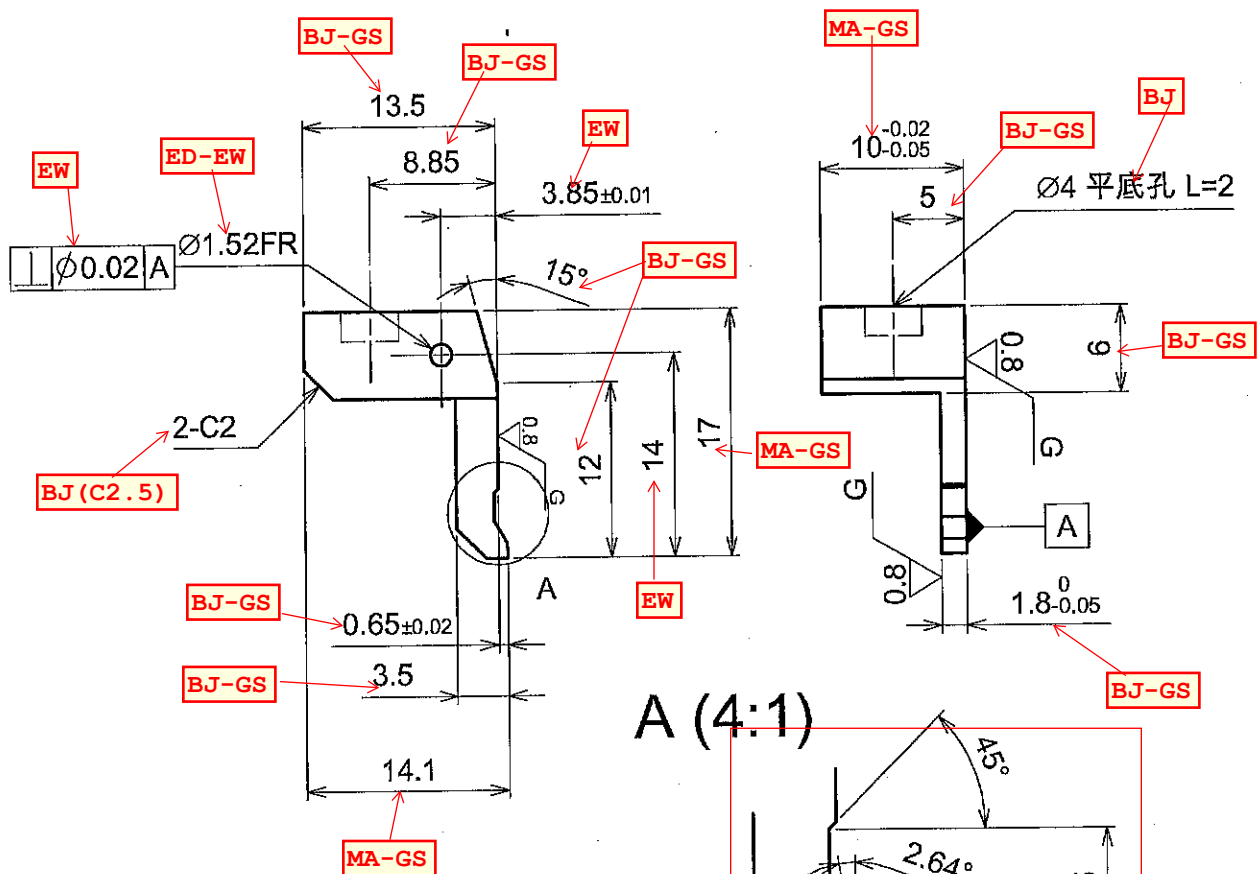 BJ-GS
BJ-GS
13.5
8.85
EW
3.85±0.01
EW
ED-EW
Ø1.52FR
⊥ Ø0.02 A
15°
BJ-GS
2-C2
BJ(C2.5)
0.8
G
12
14
17
MA-GS
EW
A
BJ-GS
0.65±0.02
BJ-GS
3.5
14.1
MA-GS
MA-GS
10 -0.02 -0.05
BJ-GS
BJ
5
Ø4 平底孔 L=2
0.8
6
BJ-GS
G
G
0.8
A
1.8 0 -0.05
BJ-GS
A (4:1)
45°
2.64°